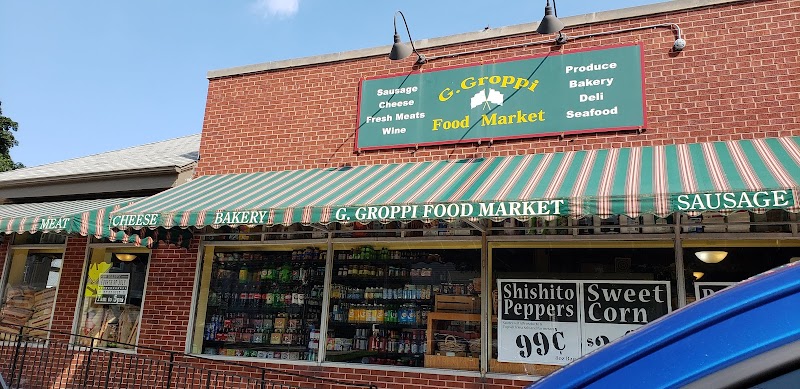 Sausage
Cheese
Fresh Meats
Wine
G. Groppi
Food Market
Produce
Bakery
Deli
Seafood
MEAT
CHEESE
BAKERY
G. GROPPI FOOD MARKET
SAUSAGE
Shishito
Peppers
99¢
Sweet
Corn